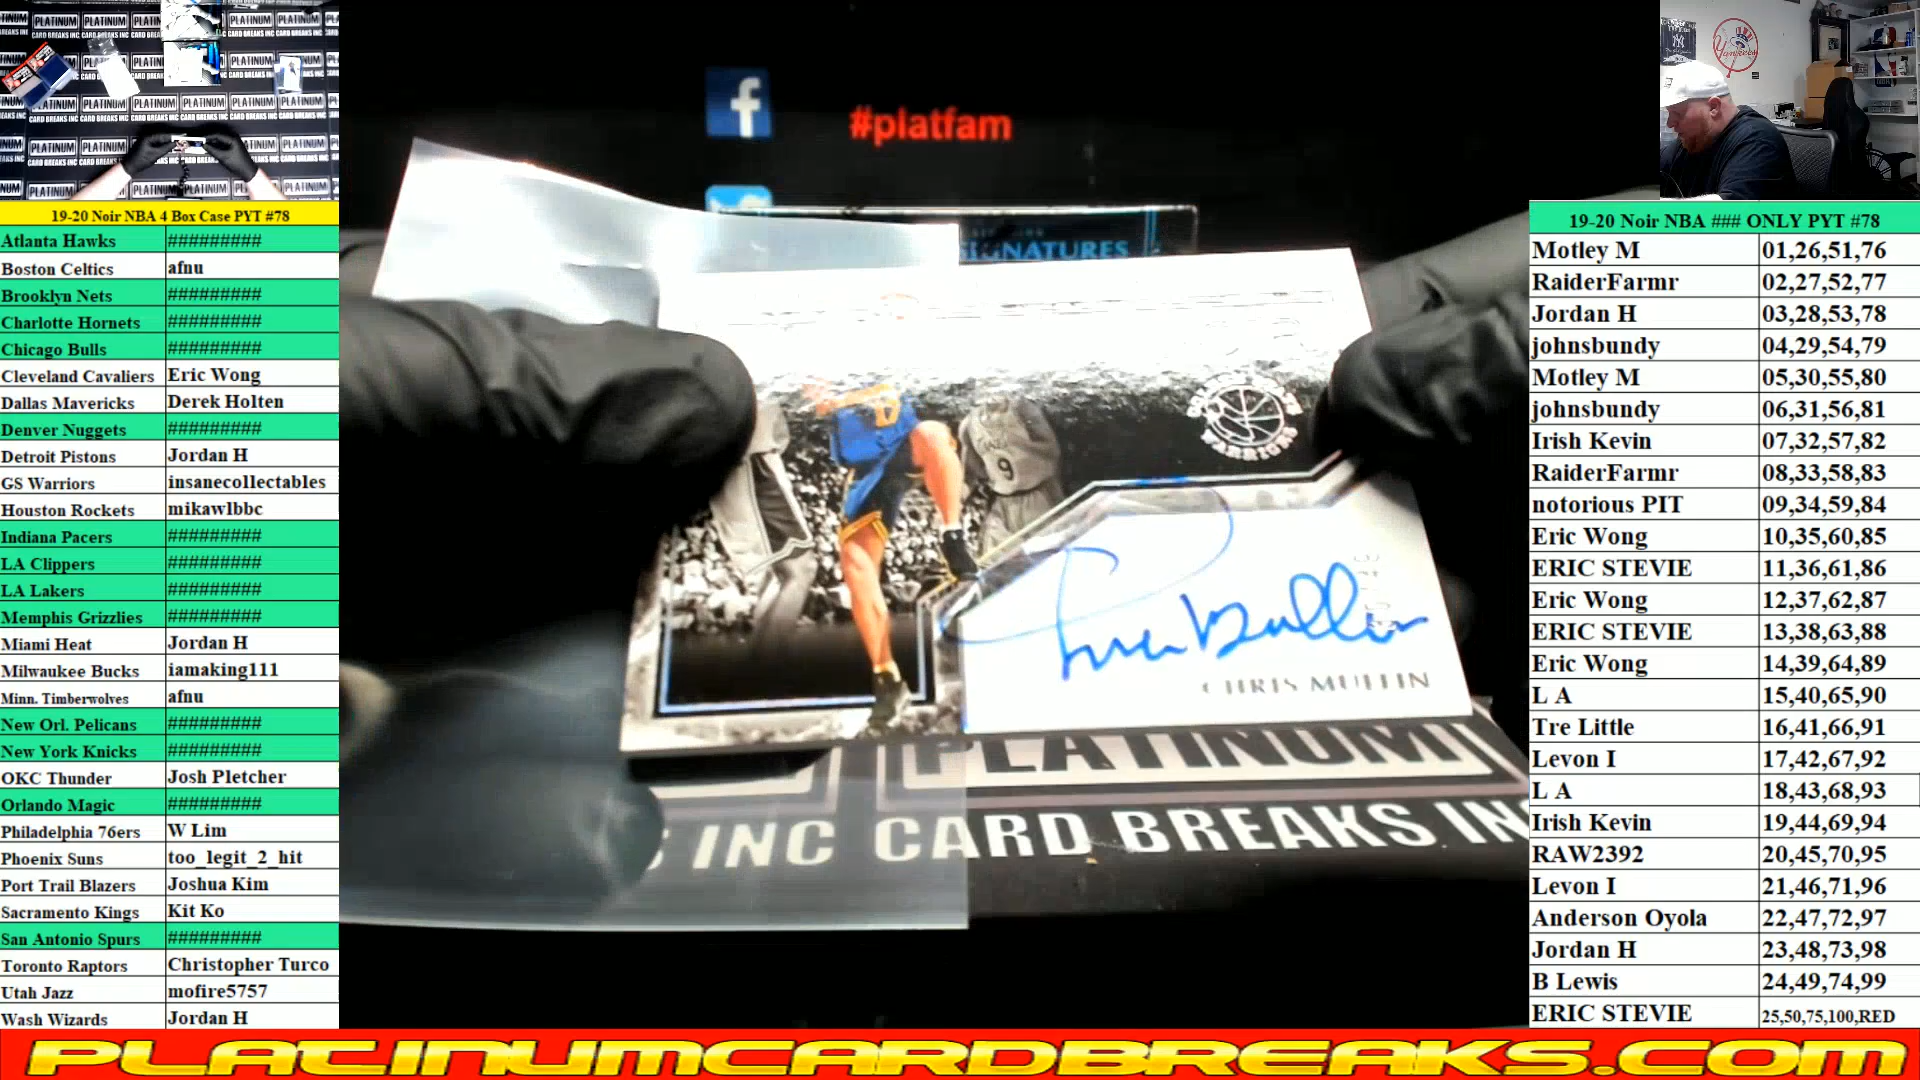 #platfam
SIGNATURES
WARRIORS
9
CHRIS MULLIN
PLATINUM
INC CARD BREAKS IN
19-20 Noir NBA 4 Box Case PYT #78
Atlanta Hawks #########
Boston Celtics afnu
Brooklyn Nets #########
Charlotte Hornets #########
Chicago Bulls #########
Cleveland Cavaliers Eric Wong
Dallas Mavericks Derek Holten
Denver Nuggets #########
Detroit Pistons Jordan H
GS Warriors insanecollectables
Houston Rockets mikawlbbc
Indiana Pacers #########
LA Clippers #########
LA Lakers #########
Memphis Grizzlies #########
Miami Heat Jordan H
Milwaukee Bucks iamaking111
Minn. Timberwolves afnu
New Orl. Pelicans #########
New York Knicks #########
OKC Thunder Josh Pletcher
Orlando Magic #########
Philadelphia 76ers W Lim
Phoenix Suns too_legit_2_hit
Port Trail Blazers Joshua Kim
Sacramento Kings Kit Ko
San Antonio Spurs #########
Toronto Raptors Christopher Turco
Utah Jazz mofire5757
Wash Wizards Jordan H
19-20 Noir NBA ### ONLY PYT #78
Motley M 01,26,51,76
RaiderFarmr 02,27,52,77
Jordan H 03,28,53,78
johnsbundy 04,29,54,79
Motley M 05,30,55,80
johnsbundy 06,31,56,81
Irish Kevin 07,32,57,82
RaiderFarmr 08,33,58,83
notorious PIT 09,34,59,84
Eric Wong 10,35,60,85
ERIC STEVIE 11,36,61,86
Eric Wong 12,37,62,87
ERIC STEVIE 13,38,63,88
Eric Wong 14,39,64,89
L A 15,40,65,90
Tre Little 16,41,66,91
Levon I 17,42,67,92
L A 18,43,68,93
Irish Kevin 19,44,69,94
RAW2392 20,45,70,95
Levon I 21,46,71,96
Anderson Oyola 22,47,72,97
Jordan H 23,48,73,98
B Lewis 24,49,74,99
ERIC STEVIE 25,50,75,100,RED
PLATINUMCARDBREAKS.COM